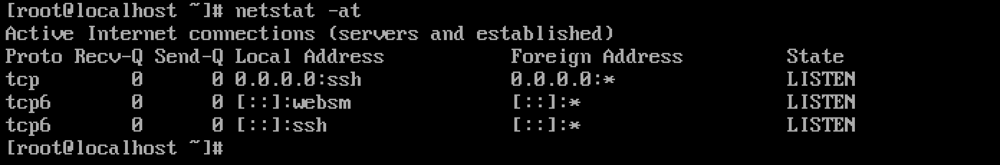 [root@localhost ~]# netstat -at
Active Internet connections (servers and established)
Proto Recv-Q Send-Q Local Address           Foreign Address         State
tcp        0      0 0.0.0.0:ssh             0.0.0.0:*               LISTEN
tcp6       0      0 [::]:websm              [::]:*                  LISTEN
tcp6       0      0 [::]:ssh                [::]:*                  LISTEN
[root@localhost ~]#